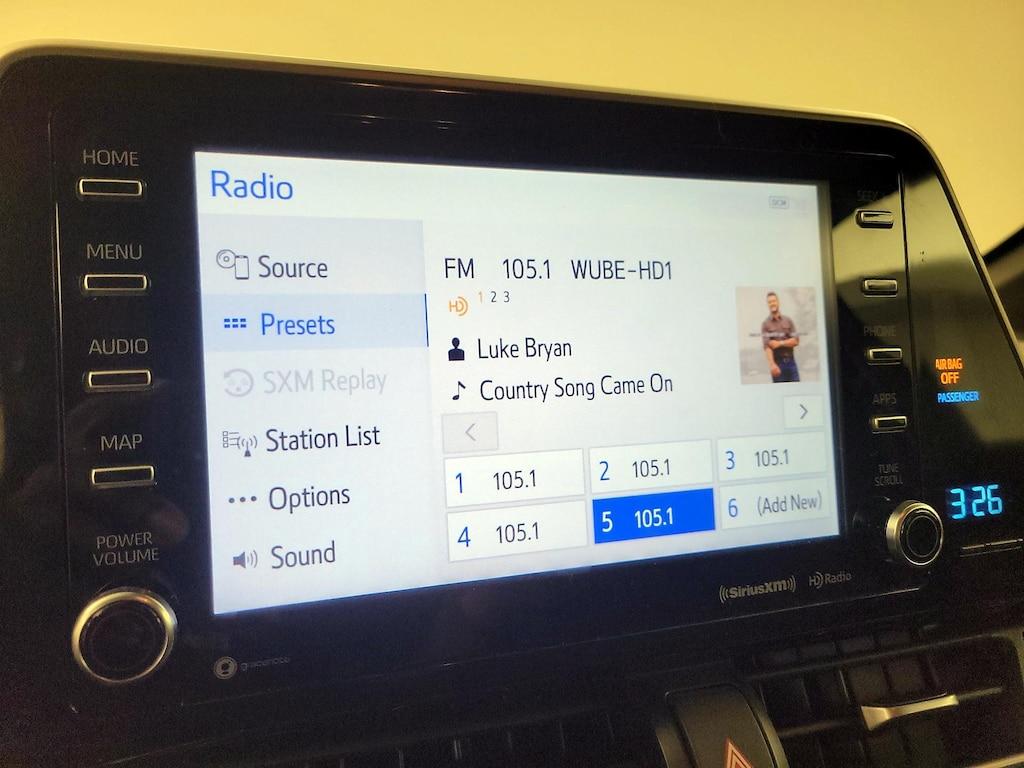 HOME
MENU
AUDIO
MAP
POWER
VOLUME
Radio
DCM
Source
Presets
SXM Replay
Station List
Options
Sound
FM 105.1 WUBE-HD1
HD 1 2 3
Luke Bryan
Country Song Came On
<
>
1 105.1
2 105.1
3 105.1
4 105.1
5 105.1
6 (Add New)
gracenote
SiriusXM
HD Radio
PHONE
APPS
TUNE
SCROLL
AIR BAG
OFF
PASSENGER
3:26